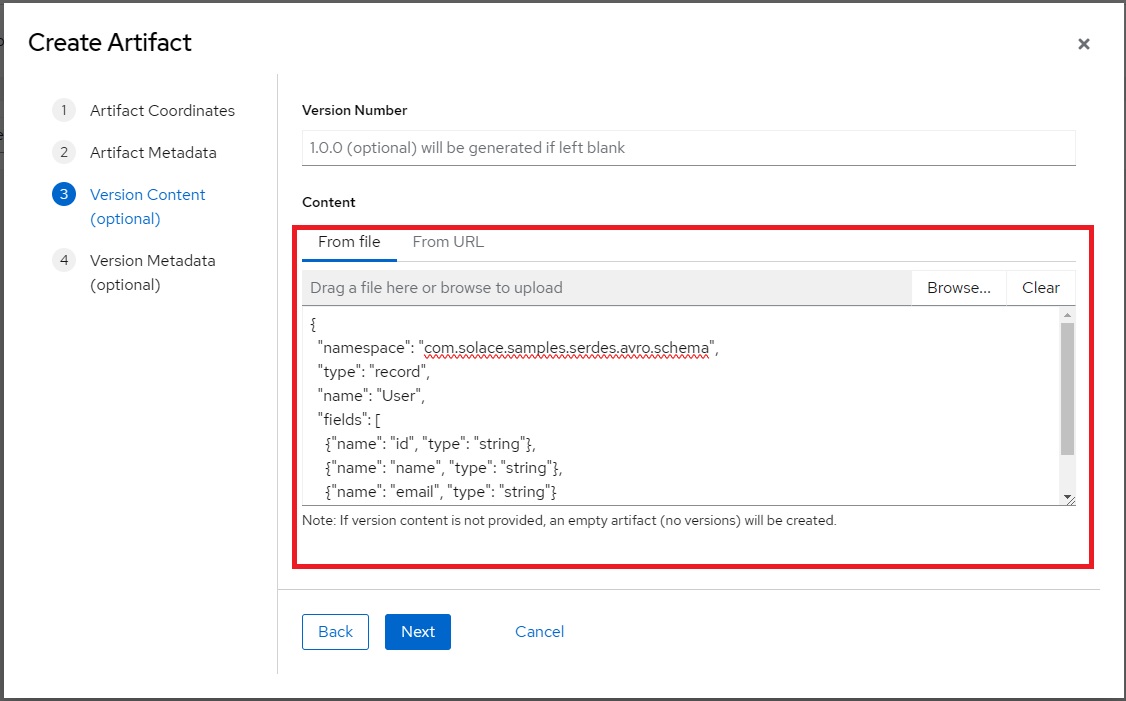 Create Artifact
×
1 Artifact Coordinates
2 Artifact Metadata
3 Version Content
(optional)
4 Version Metadata
(optional)
Version Number
1.0.0 (optional) will be generated if left blank
Content
From file From URL
Drag a file here or browse to upload Browse... Clear
{
"namespace": "com.solace.samples.serdes.avro.schema",
"type": "record",
"name": "User",
"fields": [
{"name": "id", "type": "string"},
{"name": "name", "type": "string"},
{"name": "email", "type": "string"}
Note: If version content is not provided, an empty artifact (no versions) will be created.
Back Next Cancel